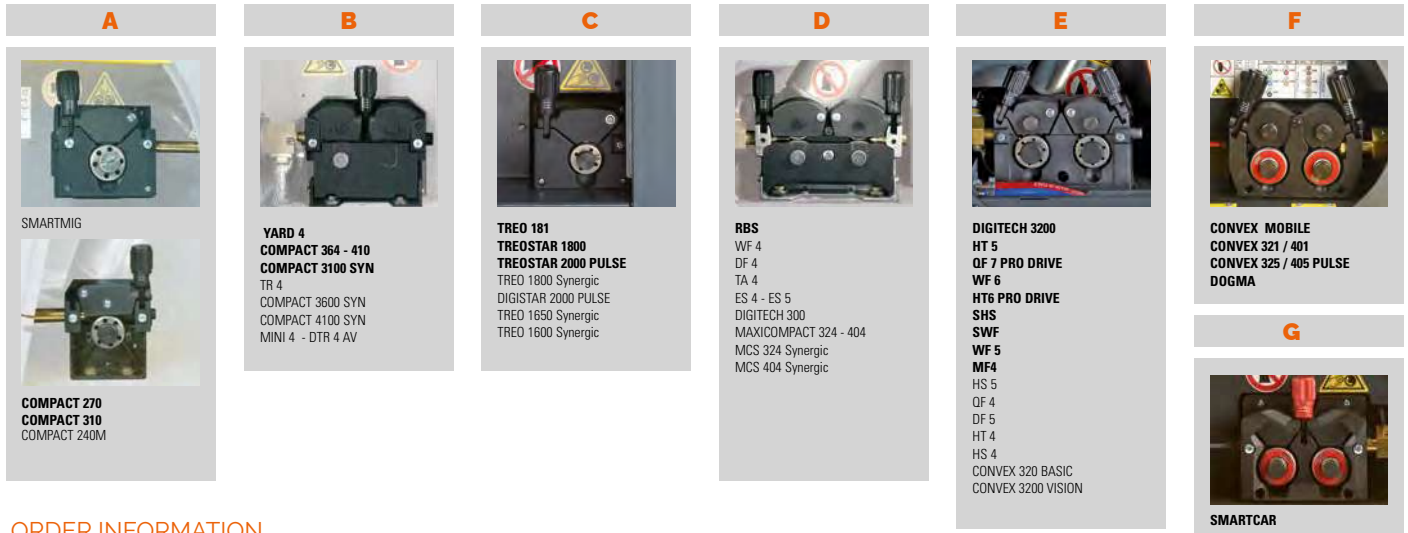 A
SMARTMIG
COMPACT 270
COMPACT 310
COMPACT 240M
B
YARD 4
COMPACT 364 - 410
COMPACT 3100 SYN
TR 4
COMPACT 3600 SYN
COMPACT 4100 SYN
MINI 4 - DTR 4 AV
C
TREO 181
TREOSTAR 1800
TREOSTAR 2000 PULSE
TREO 1800 Synergic
DIGISTAR 2000 PULSE
TREO 1650 Synergic
TREO 1600 Synergic
D
RBS
WF 4
DF 4
TA 4
ES 4 - ES 5
DIGITECH 300
MAXICOMPACT 324 - 404
MCS 324 Synergic
MCS 404 Synergic
E
DIGITECH 3200
HT 5
QF 7 PRO DRIVE
WF 6
HT6 PRO DRIVE
SHS
SWF
WF 5
MF4
HS 5
QF 4
DF 5
HT 4
HS 4
CONVEX 320 BASIC
CONVEX 3200 VISION
F
CONVEX MOBILE
CONVEX 321 / 401
CONVEX 325 / 405 PULSE
DOGMA
G
SMARTCAR
ORDER INFORMATION